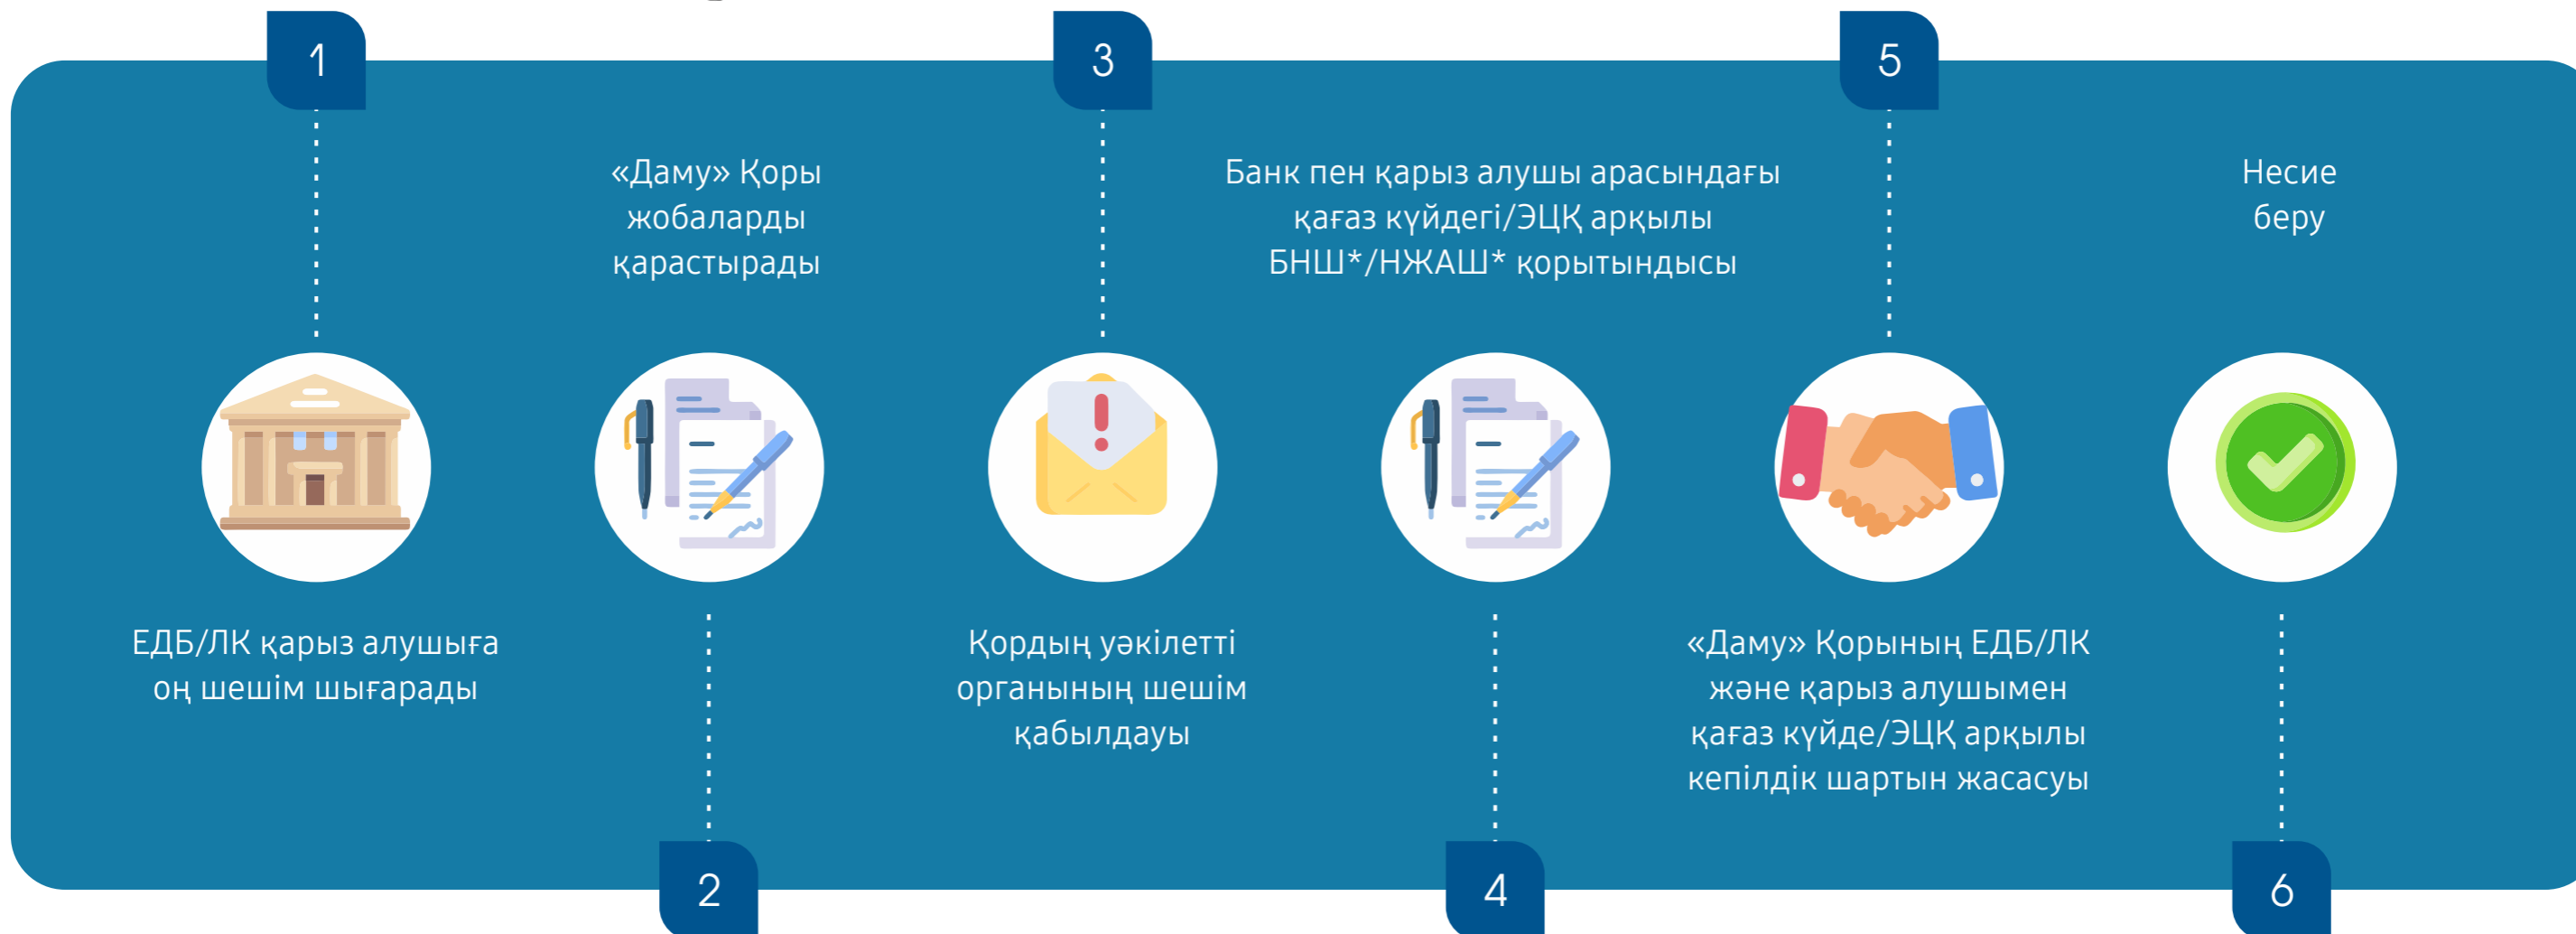 1
ЕДБ/ЛК қарыз алушыға
оң шешім шығарады
«Даму» Қоры
жобаларды
қарастырады
2
3
Қордың уәкілетті
органының шешім
қабылдауы
Банк пен қарыз алушы арасындағы
қағаз күйдегі/ЭЦҚ арқылы
БНШ*/НЖАШ* қорытындысы
4
5
«Даму» Қорының ЕДБ/ЛК
және қарыз алушымен
қағаз күйде/ЭЦҚ арқылы
кепілдік шартын жасасуы
Несие
беру
6